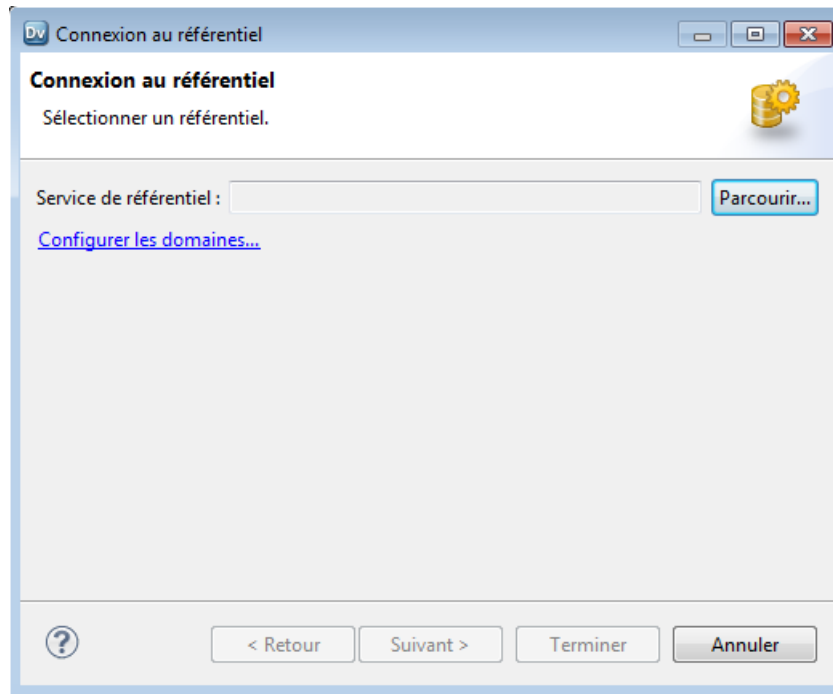 Dv Connexion au référentiel
Connexion au référentiel
Sélectionner un référentiel.
Service de référentiel : Parcourir...
Configurer les domaines...
? < Retour Suivant > Terminer Annuler